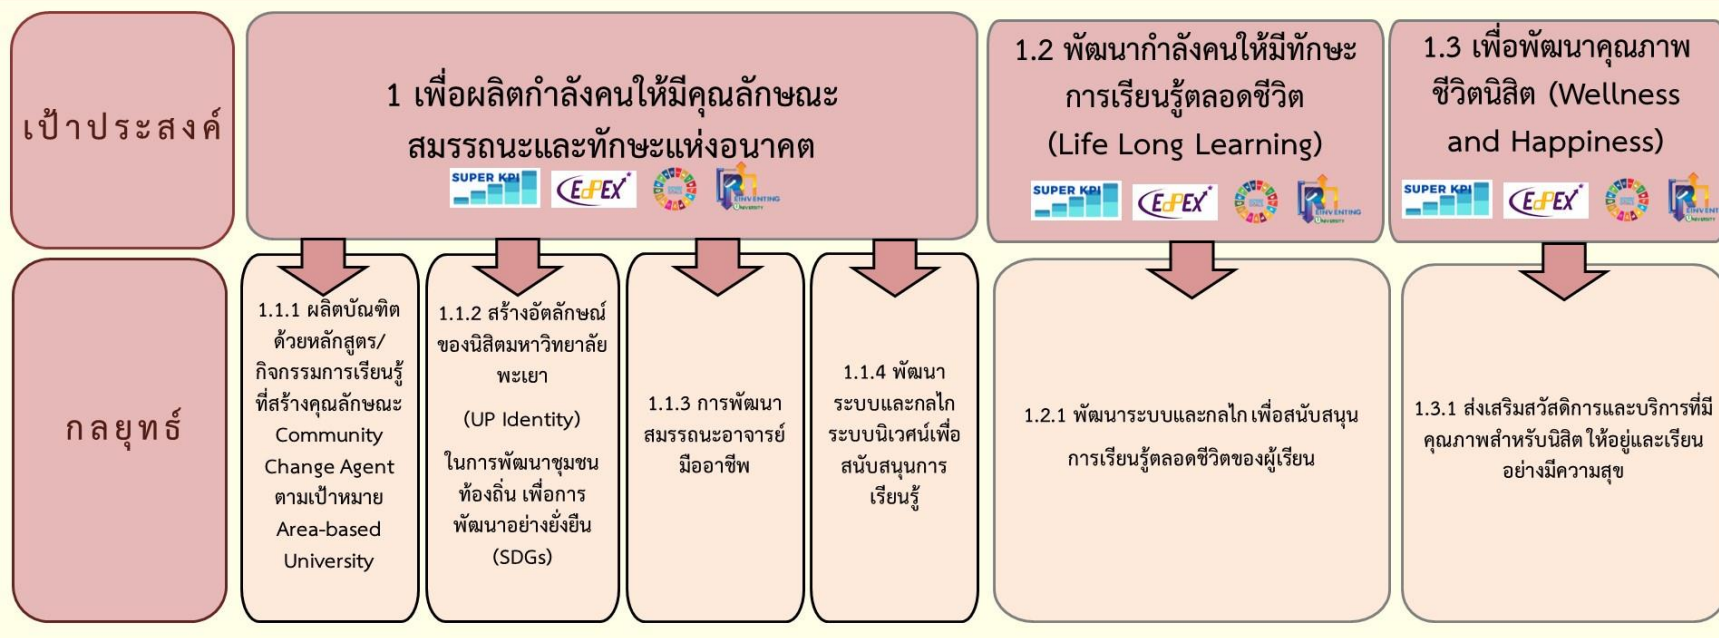 เป้าประสงค์
1 เพื่อผลิตกำลังคนให้มีคุณลักษณะ
สมรรถนะและทักษะแห่งอนาคต
SUPER KPI
EdPEX
REINVENTING
UNIVERSITY
1.2 พัฒนากำลังคนให้มีทักษะ
การเรียนรู้ตลอดชีวิต
(Life Long Learning)
SUPER KPI
EdPEX
REINVENTING
UNIVERSITY
1.3 เพื่อพัฒนาคุณภาพ
ชีวิตนิสิต (Wellness
and Happiness)
SUPER KPI
EdPEX
กลยุทธ์
1.1.1 ผลิตบัณฑิต
ด้วยหลักสูตร/
กิจกรรมการเรียนรู้
ที่สร้างคุณลักษณะ
Community
Change Agent
ตามเป้าหมาย
Area-based
University
1.1.2 สร้างอัตลักษณ์
ของนิสิตมหาวิทยาลัย
พะเยา
(UP Identity)
ในการพัฒนาชุมชน
ท้องถิ่น เพื่อการ
พัฒนาอย่างยั่งยืน
(SDGs)
1.1.3 การพัฒนา
สมรรถนะอาจารย์
มืออาชีพ
1.1.4 พัฒนา
ระบบและกลไก
ระบบนิเวศน์เพื่อ
สนับสนุนการ
เรียนรู้
1.2.1 พัฒนาระบบและกลไก เพื่อสนับสนุน
การเรียนรู้ตลอดชีวิตของผู้เรียน
1.3.1 ส่งเสริมสวัสดิการและบริการที่มี
คุณภาพสำหรับนิสิต ให้อยู่และเรียน
อย่างมีความสุข